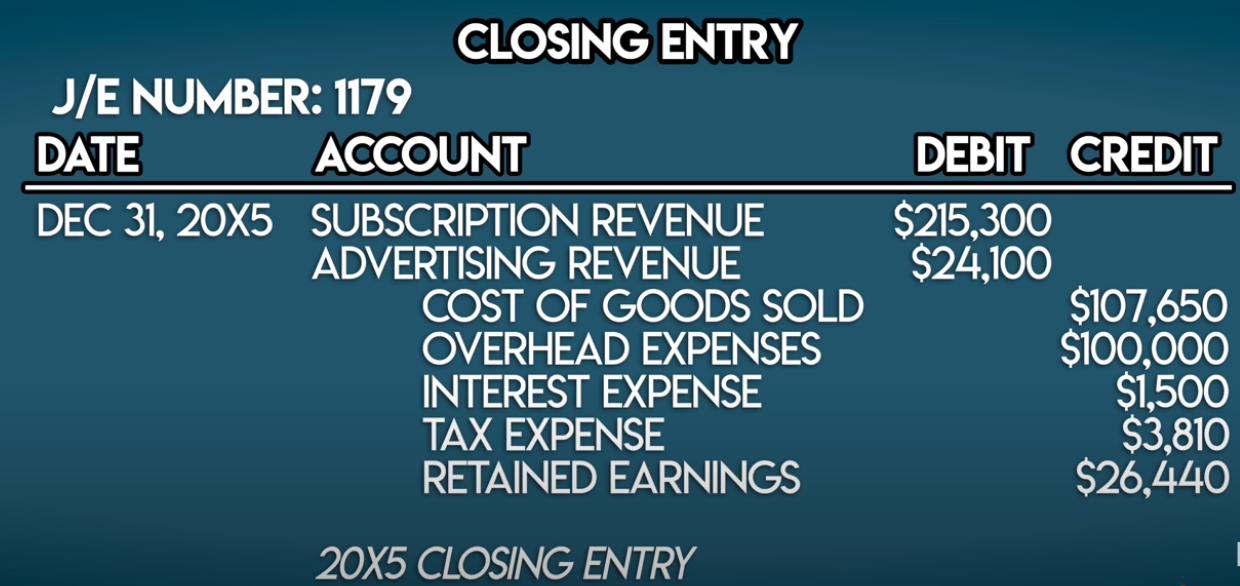 CLOSING ENTRY
J/E NUMBER: 1179
DATE ACCOUNT DEBIT CREDIT
DEC 31, 20X5 SUBSCRIPTION REVENUE $215,300
ADVERTISING REVENUE $24,100
COST OF GOODS SOLD $107,650
OVERHEAD EXPENSES $100,000
INTEREST EXPENSE $1,500
TAX EXPENSE $3,810
RETAINED EARNINGS $26,440
20X5 CLOSING ENTRY